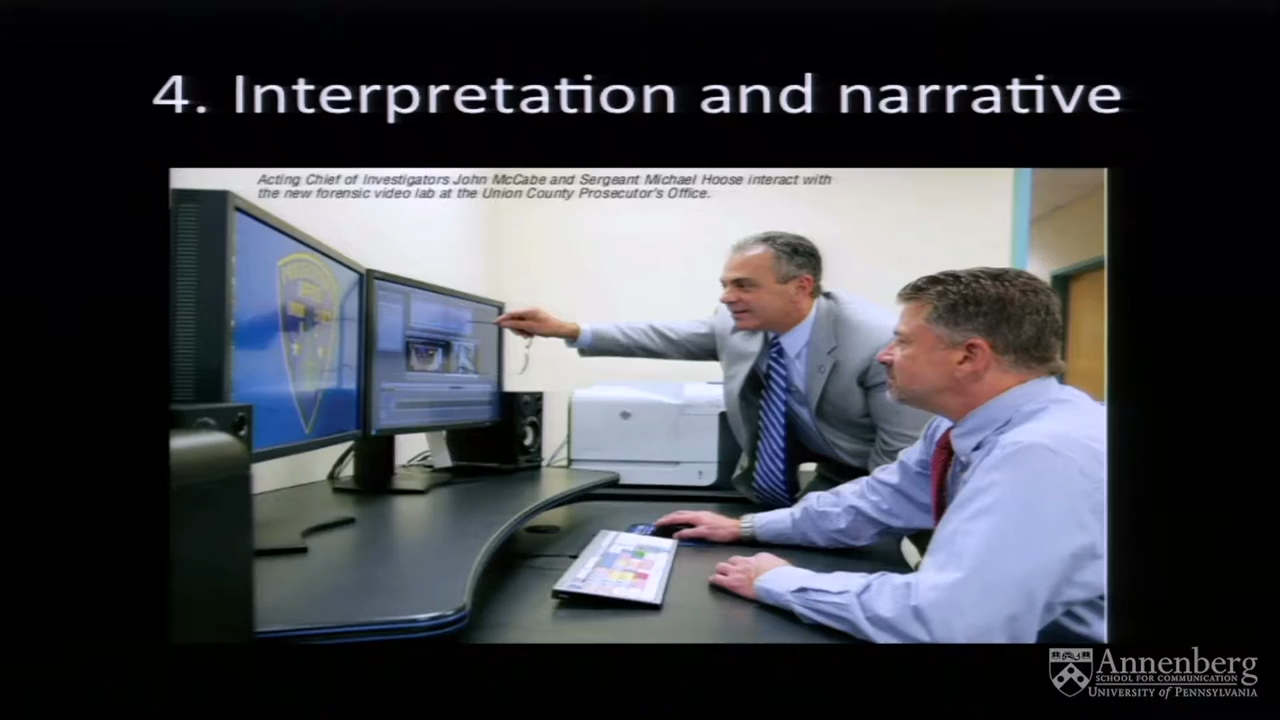 4. Interpretation and narrative
Acting Chief of Investigators John McCabe and Sergeant Michael Hoose interact with
the new forensic video lab at the Union County Prosecutor's Office.
Annenberg
SCHOOL FOR COMMUNICATION
UNIVERSITY of PENNSYLVANIA